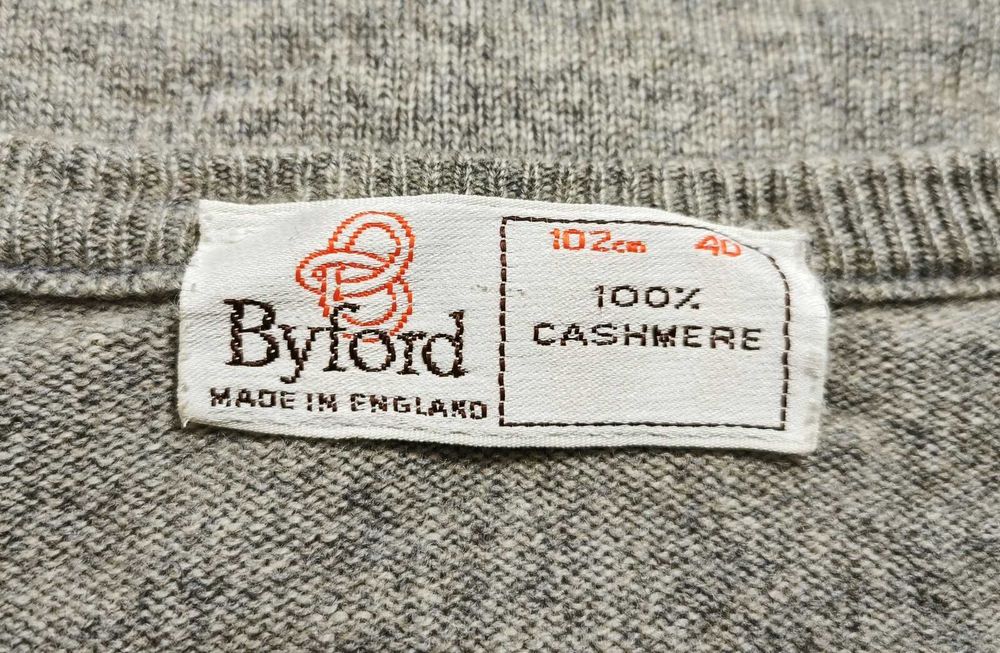 Byford
MADE IN ENGLAND
102cm 40
100%
CASHMERE